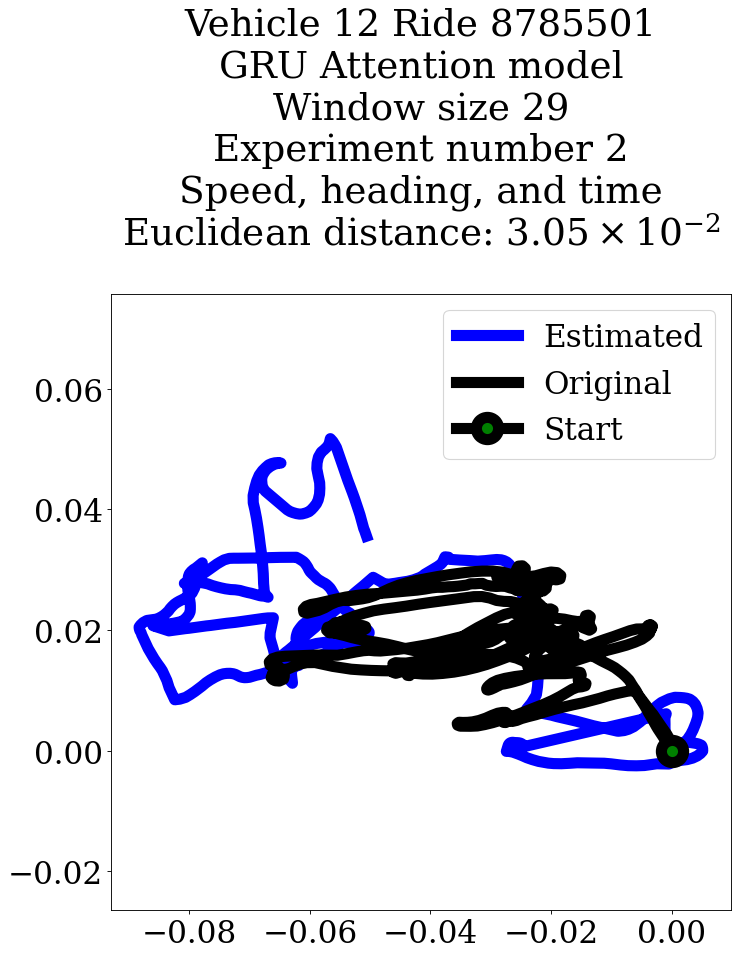 Vehicle 12 Ride 8785501
GRU Attention model
Window size 29
Experiment number 2
Speed, heading, and time
Euclidean distance: 3.05 × 10⁻²
Estimated
Original
Start
0.06
0.04
0.02
0.00
−0.02
−0.08
−0.06
−0.04
−0.02
0.00